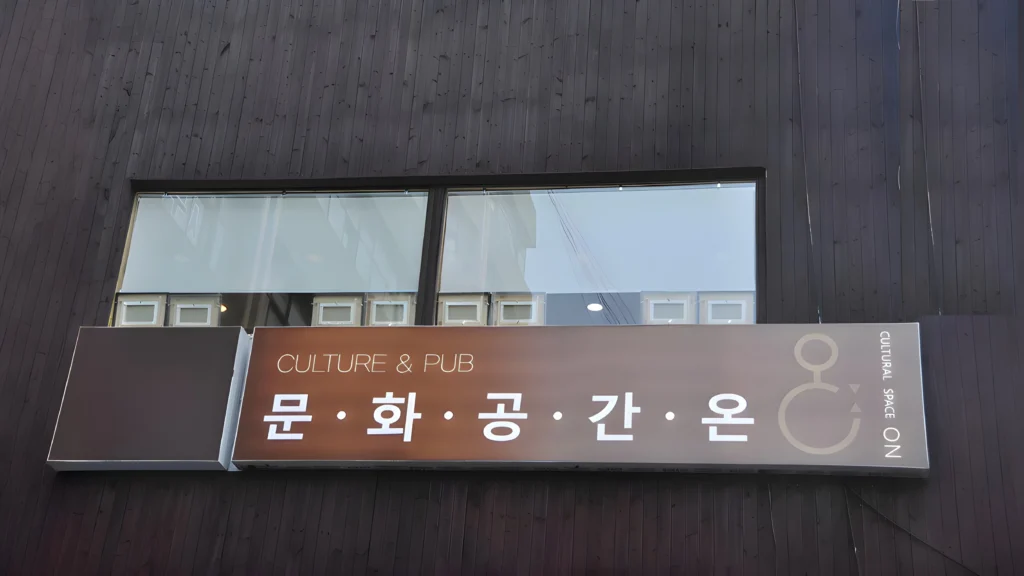 CULTURE & PUB
문·화·공·간·온
CULTURAL SPACE ON